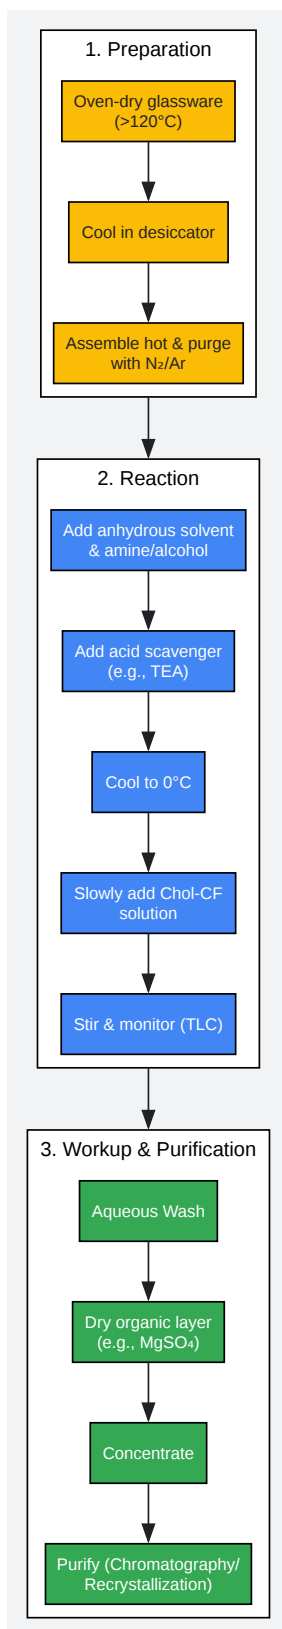 1. Preparation
Oven-dry glassware
(>120°C)
Cool in desiccator
Assemble hot & purge
with N₂/Ar
2. Reaction
Add anhydrous solvent
& amine/alcohol
Add acid scavenger
(e.g., TEA)
Cool to 0°C
Slowly add Chol-CF
solution
Stir & monitor (TLC)
3. Workup & Purification
Aqueous Wash
Dry organic layer
(e.g., MgSO₄)
Concentrate
Purify (Chromatography/
Recrystallization)